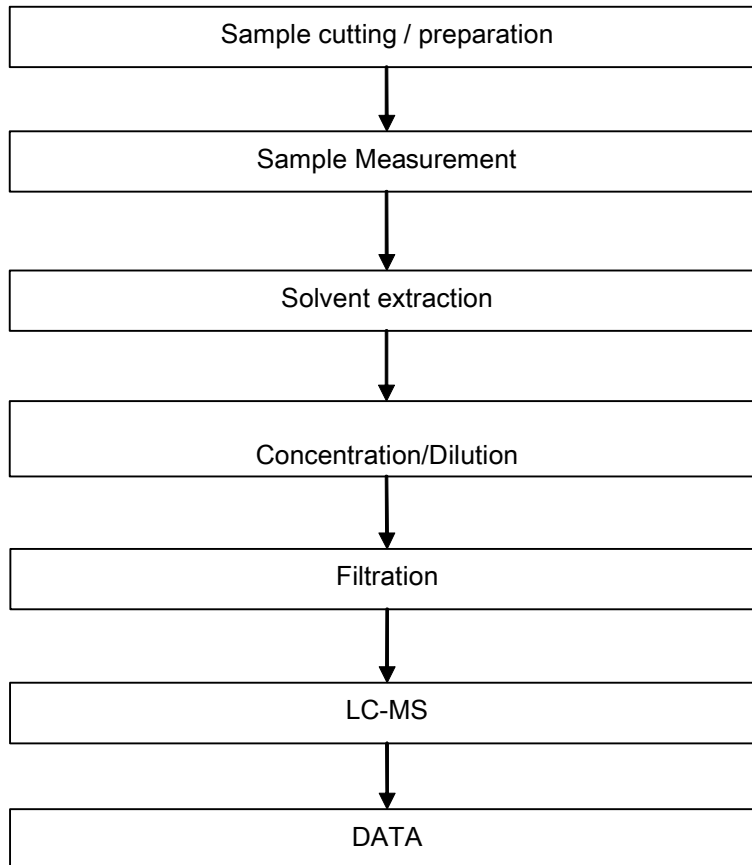 Sample cutting / preparation
Sample Measurement
Solvent extraction
Concentration/Dilution
Filtration
LC-MS
DATA